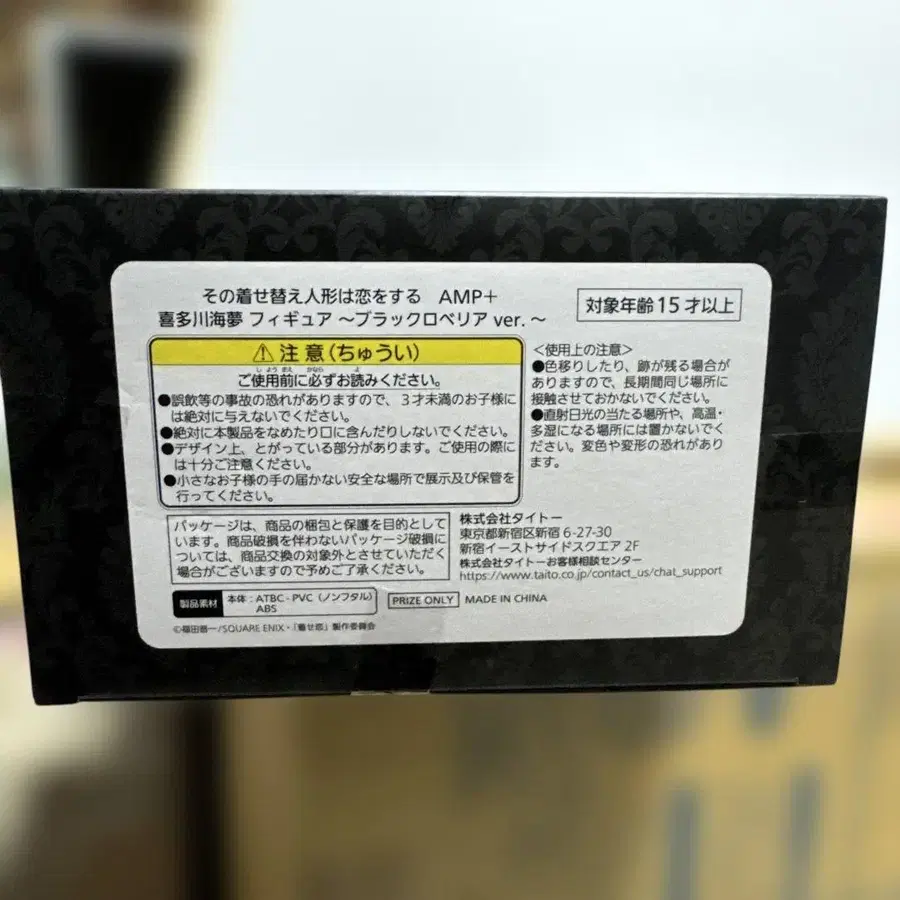 その着せ替え人形は恋をする AMP+
喜多川海夢 フィギュア 〜ブラックロベリア ver. 〜
対象年齢 15 才以上
⚠ 注 意 (ちゅうい)
しようまえ かなら よ
ご使用前に必ずお読みください。
●誤飲等の事故の恐れがありますので、3才未満のお子様には絶対に与えないでください。
●絶対に本製品をなめたり口に含んだりしないでください。
●デザイン上、とがっている部分があります。ご使用の際には十分ご注意ください。
●小さなお子様の手の届かない安全な場所で展示及び保管を行ってください。
<使用上の注意>
●色移りしたり、跡が残る場合がありますので、長期間同じ場所に接触させておかないでください。
●直射日光の当たる場所や、高温・多湿になる場所には置かないでください。変色や変形の恐れがあります。
パッケージは、商品の梱包と保護を目的としています。商品破損を伴わないパッケージ破損については、商品交換の対象外とさせていただく場合がございますので予めご了承ください。
株式会社タイトー
東京都新宿区新宿 6-27-30
新宿イーストサイドスクエア 2F
株式会社タイトーお客様相談センター
https://www.taito.co.jp/contact_us/chat_support
製品素材 本体：ATBC-PVC（ノンフタル）
ABS
PRIZE ONLY MADE IN CHINA
©福田晋一/SQUARE ENIX・「着せ恋」製作委員会